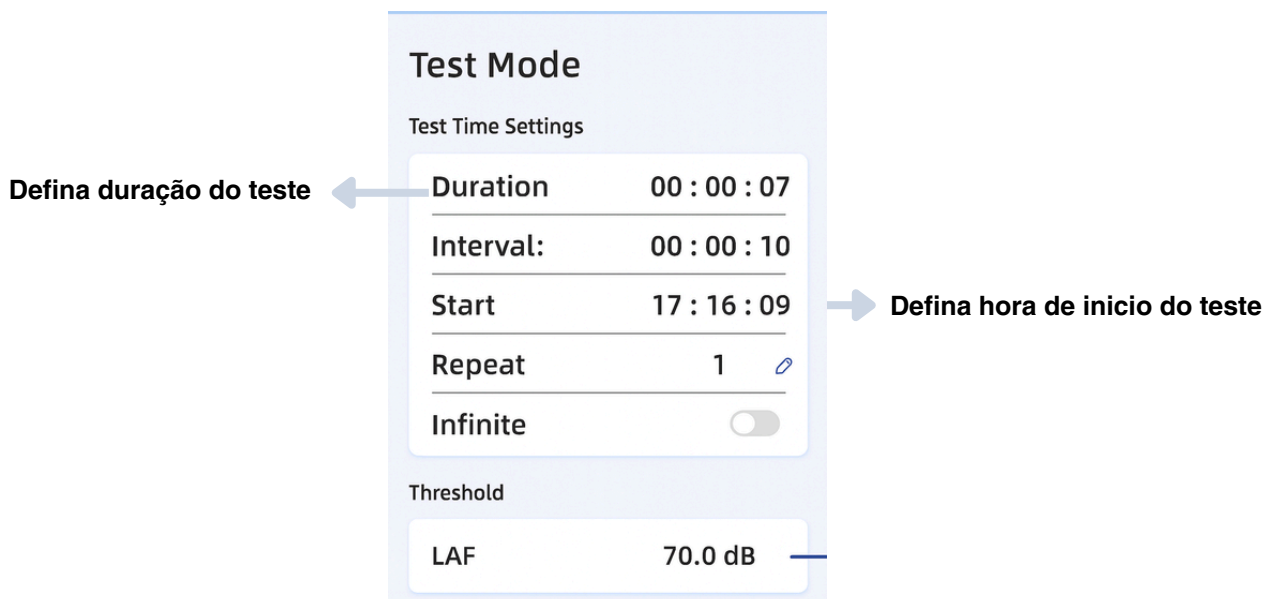 Test Mode
Test Time Settings
Defina duração do teste
Duration 00 : 00 : 07
Interval: 00 : 00 : 10
Start 17 : 16 : 09
Defina hora de inicio do teste
Repeat 1
Infinite
Threshold
LAF 70.0 dB